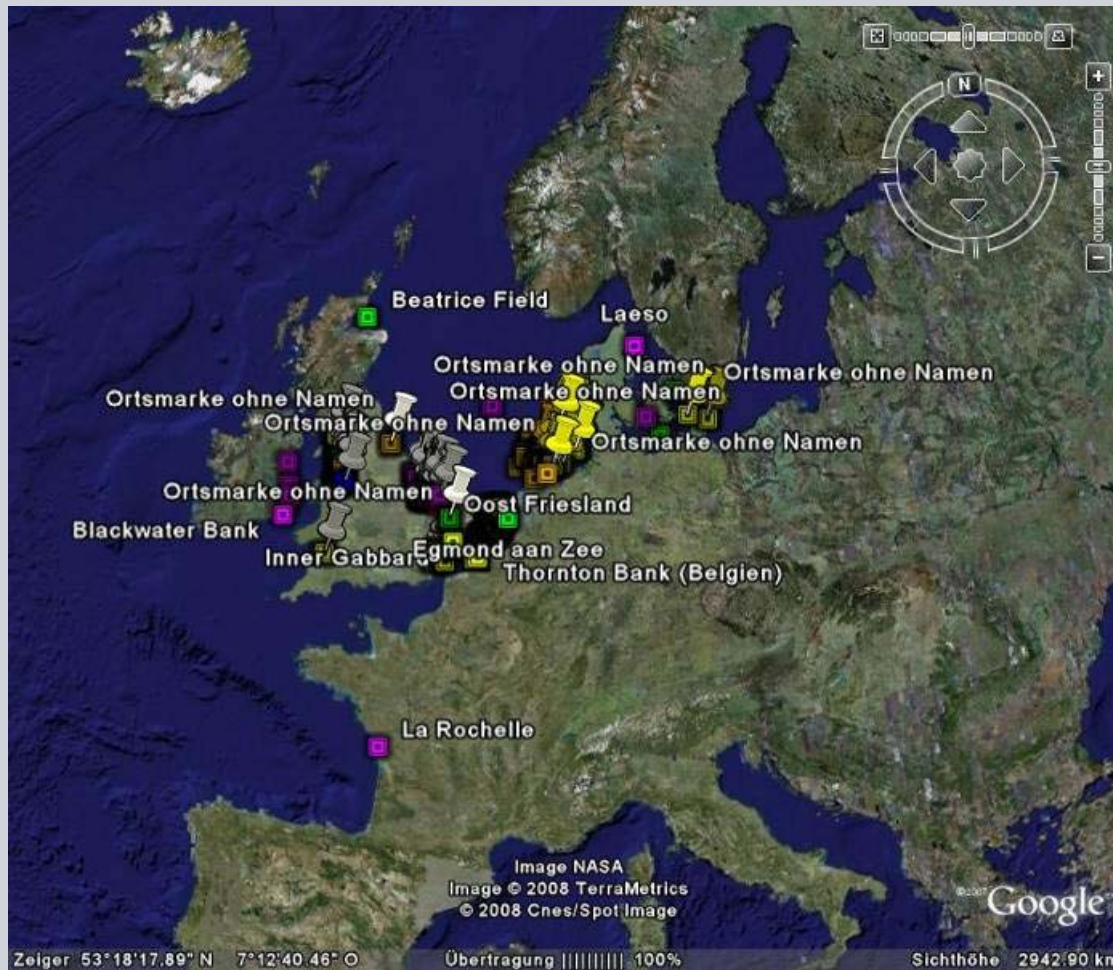 N
Beatrice Field
Laeso
Ortsmarke ohne Namen
Ortsmarke ohne Namen
Ortsmarke ohne Namen
Ortsmarke ohne Namen
Ortsmarke ohne Namen
Ortsmarke ohne Namen
Ortsmarke ohne Namen
Oost Friesland
Blackwater Bank
Inner Gabbard
Egmond aan Zee
Thornton Bank (Belgien)
La Rochelle
Image NASA
Image © 2008 TerraMetrics
© 2008 Cnes/Spot Image
©2007 Google
Zeiger 53°18'17.89" N 7°12'40.46" O
Übertragung |||||||||| 100%
Sichthöhe 2942.90 km